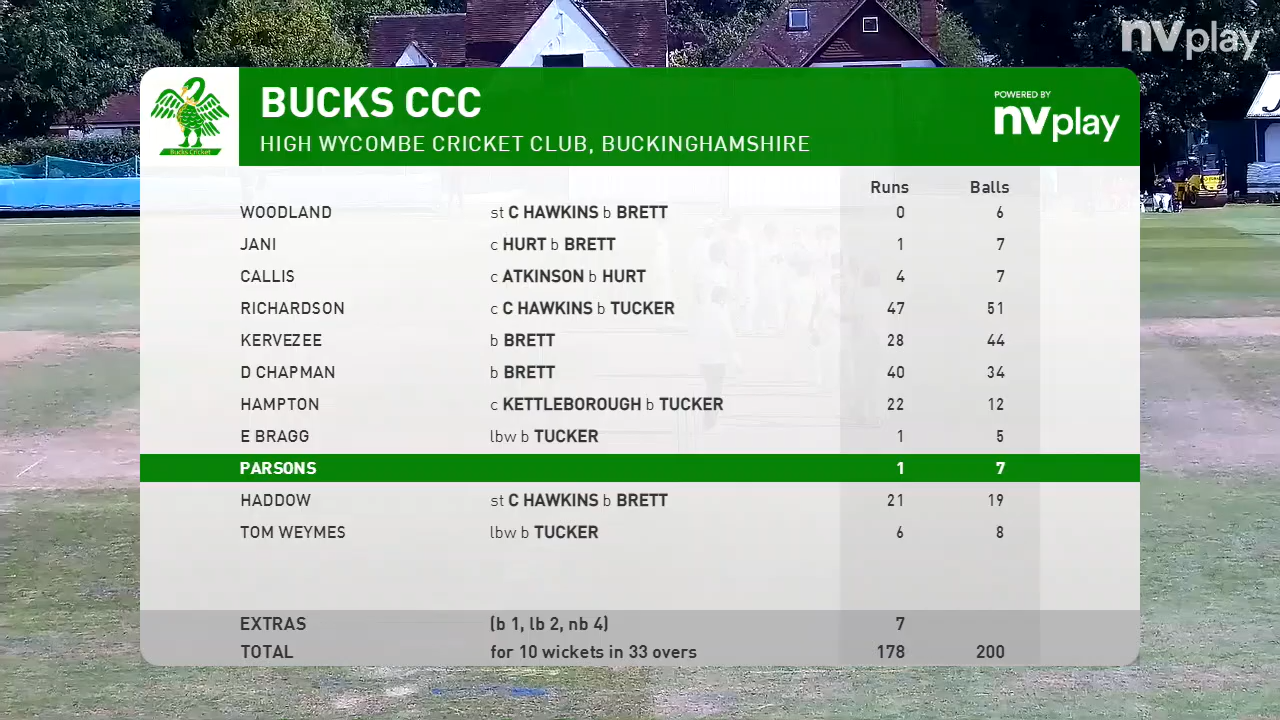 nvplay
BUCKS CCC
HIGH WYCOMBE CRICKET CLUB, BUCKINGHAMSHIRE
POWERED BY
nvplay
Bucks Cricket
Runs Balls
WOODLAND st C HAWKINS b BRETT 0 6
JANI c HURT b BRETT 1 7
CALLIS c ATKINSON b HURT 4 7
RICHARDSON c C HAWKINS b TUCKER 47 51
KERVEZEE b BRETT 28 44
D CHAPMAN b BRETT 40 34
HAMPTON c KETTLEBOROUGH b TUCKER 22 12
E BRAGG lbw b TUCKER 1 5
PARSONS 1 7
HADDOW st C HAWKINS b BRETT 21 19
TOM WEYMES lbw b TUCKER 6 8
EXTRAS (b 1, lb 2, nb 4) 7
TOTAL for 10 wickets in 33 overs 178 200